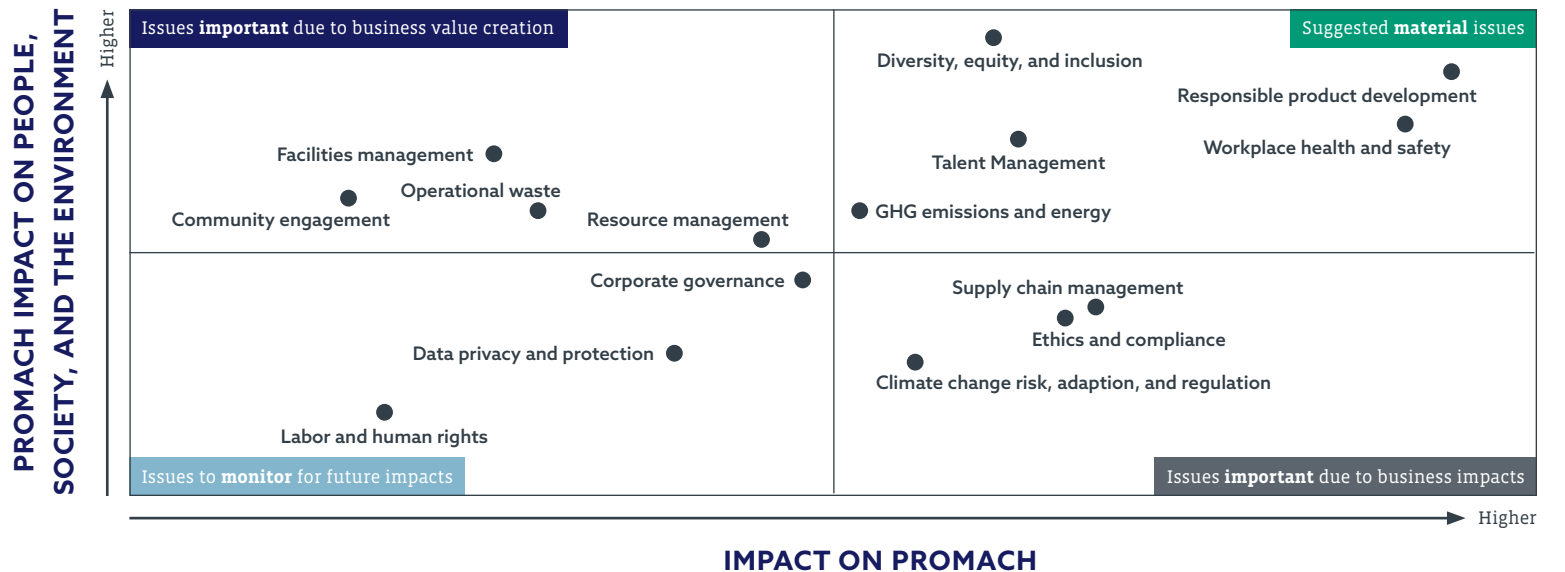 PROMACH IMPACT ON PEOPLE,
SOCIETY, AND THE ENVIRONMENT
Higher
Issues important due to business value creation
Suggested material issues
Diversity, equity, and inclusion
Responsible product development
Workplace health and safety
Talent Management
Facilities management
Operational waste
Community engagement
Resource management
GHG emissions and energy
Corporate governance
Supply chain management
Ethics and compliance
Data privacy and protection
Climate change risk, adaption, and regulation
Labor and human rights
Issues to monitor for future impacts
Issues important due to business impacts
Higher
IMPACT ON PROMACH